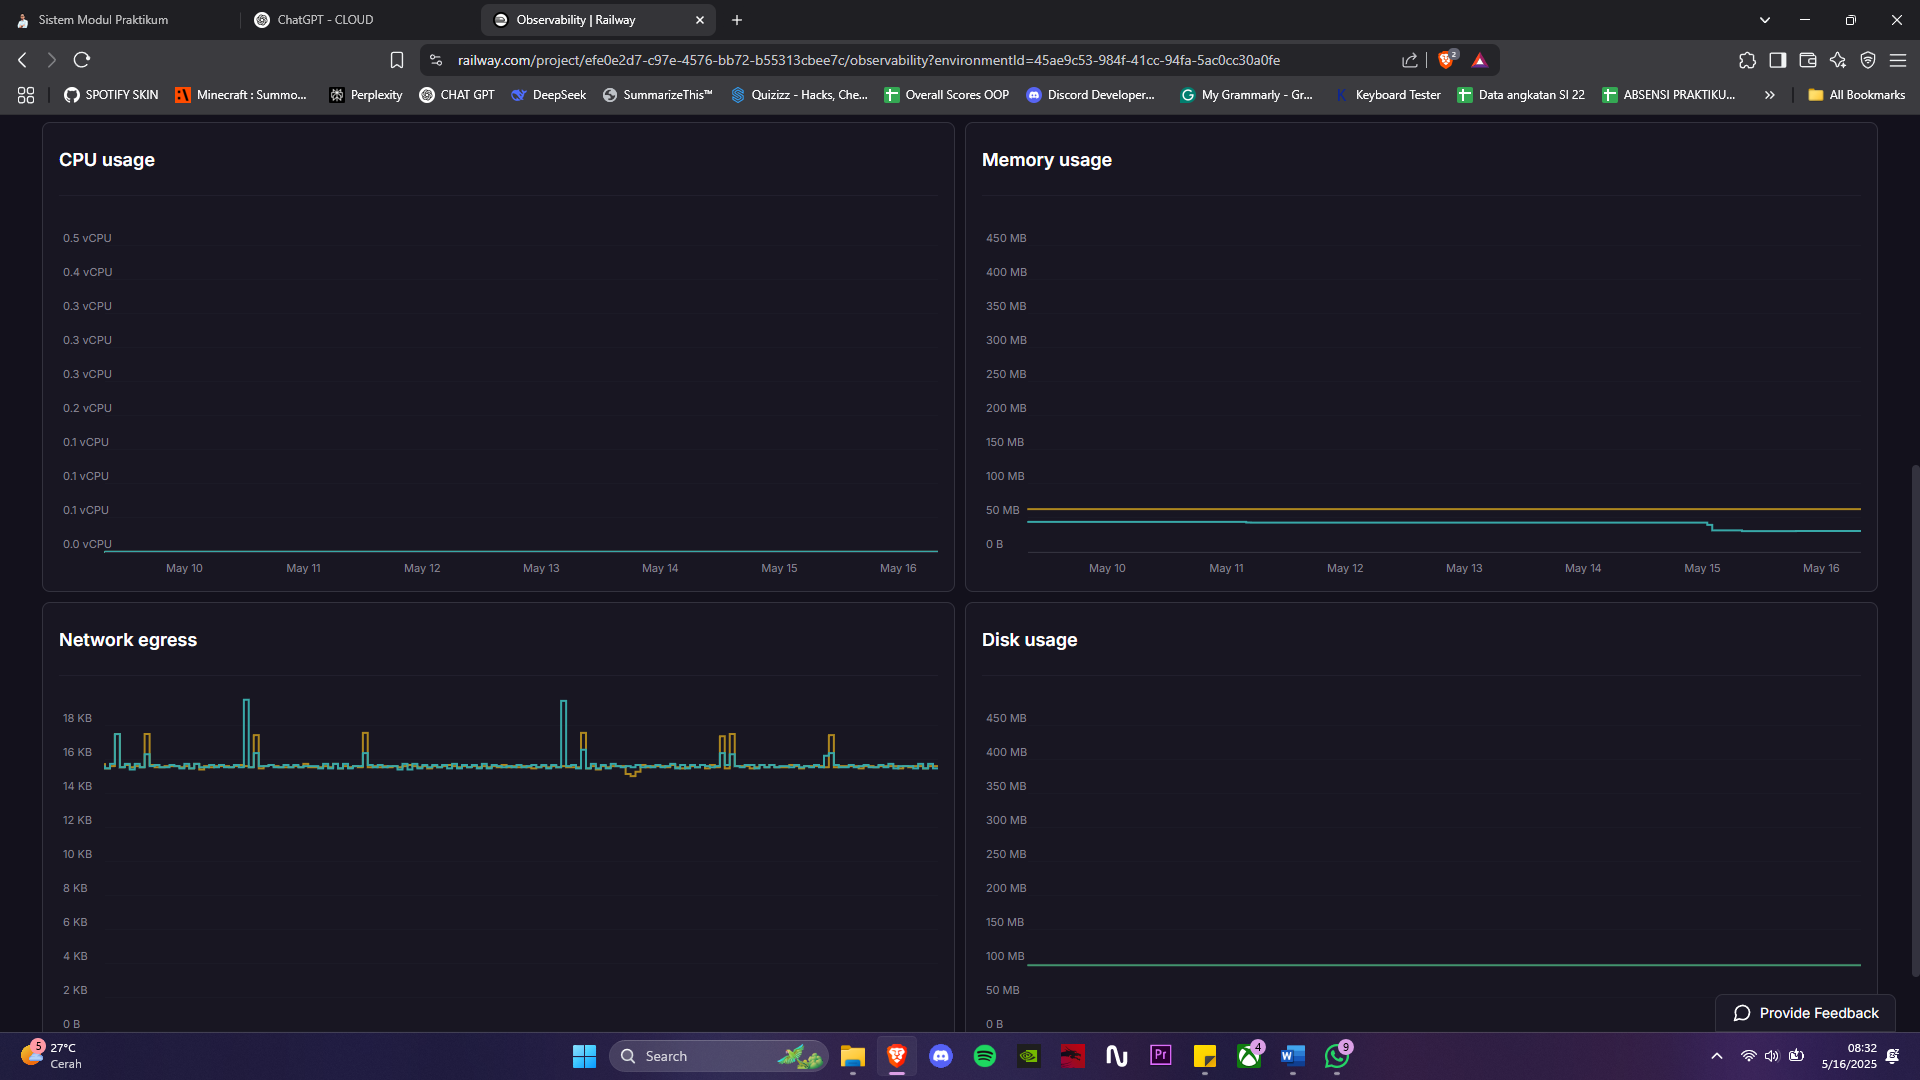 Sistem Modul Praktikum
ChatGPT - CLOUD
Observability | Railway
railway.com/project/efe0e2d7-c97e-4576-bb72-b55313cbee7c/observability?environmentId=45ae9c53-984f-41cc-94fa-5ac0cc30a0fe
2
SPOTIFY SKIN
Minecraft : Summo...
Perplexity
CHAT GPT
DeepSeek
SummarizeThis™
Quizizz - Hacks, Che...
Overall Scores OOP
Discord Developer...
My Grammarly - Gr...
Keyboard Tester
Data angkatan SI 22
ABSENSI PRAKTIKU...
All Bookmarks
CPU usage
0.5 vCPU
0.4 vCPU
0.3 vCPU
0.3 vCPU
0.3 vCPU
0.2 vCPU
0.1 vCPU
0.1 vCPU
0.1 vCPU
0.0 vCPU
May 10 May 11 May 12 May 13 May 14 May 15 May 16
Memory usage
450 MB
400 MB
350 MB
300 MB
250 MB
200 MB
150 MB
100 MB
50 MB
0 B
May 10 May 11 May 12 May 13 May 14 May 15 May 16
Network egress
18 KB
16 KB
14 KB
12 KB
10 KB
8 KB
6 KB
4 KB
2 KB
0 B
Disk usage
450 MB
400 MB
350 MB
300 MB
250 MB
200 MB
150 MB
100 MB
50 MB
0 B
Provide Feedback
5
27°C
Cerah
Search
Pr
4
9
08:32
5/16/2025